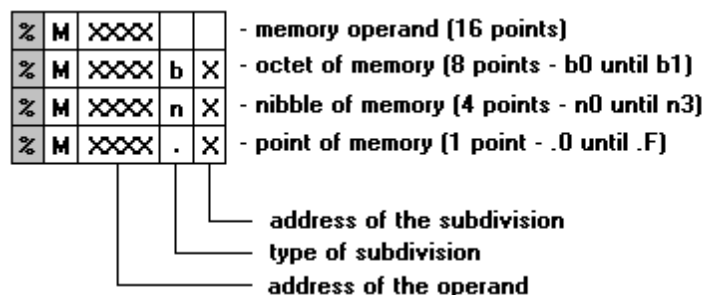 % M XXXX - memory operand (16 points)
% M XXXX b X - octet of memory (8 points - b0 until b1)
% M XXXX n X - nibble of memory (4 points - n0 until n3)
% M XXXX . X - point of memory (1 point - .0 until .F)
address of the subdivision
type of subdivision
address of the operand